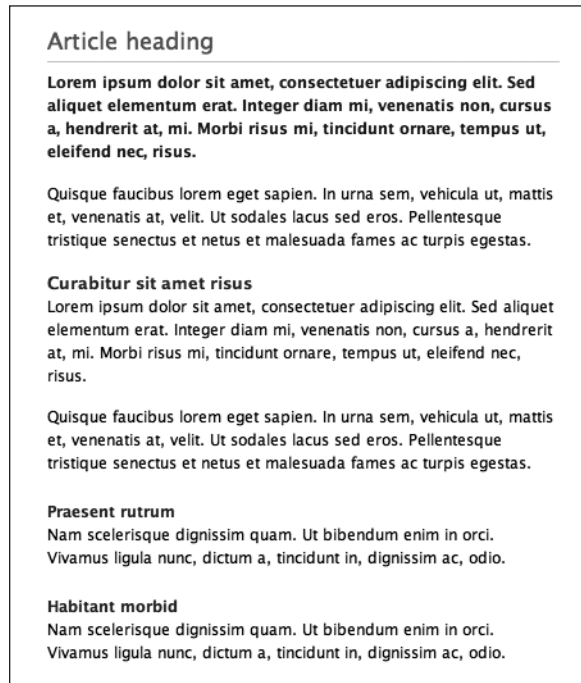 Article heading
Lorem ipsum dolor sit amet, consectetuer adipiscing elit. Sed
aliquet elementum erat. Integer diam mi, venenatis non, cursus
a, hendrerit at, mi. Morbi risus mi, tincidunt ornare, tempus ut,
eleifend nec, risus.
Quisque faucibus lorem eget sapien. In urna sem, vehicula ut, mattis
et, venenatis at, velit. Ut sodales lacus sed eros. Pellentesque
tristique senectus et netus et malesuada fames ac turpis egestas.
Curabitur sit amet risus
Lorem ipsum dolor sit amet, consectetuer adipiscing elit. Sed aliquet
elementum erat. Integer diam mi, venenatis non, cursus a, hendrerit
at, mi. Morbi risus mi, tincidunt ornare, tempus ut, eleifend nec,
risus.
Quisque faucibus lorem eget sapien. In urna sem, vehicula ut, mattis
et, venenatis at, velit. Ut sodales lacus sed eros. Pellentesque
tristique senectus et netus et malesuada fames ac turpis egestas.
Praesent rutrum
Nam scelerisque dignissim quam. Ut bibendum enim in orci.
Vivamus ligula nunc, dictum a, tincidunt in, dignissim ac, odio.
Habitant morbid
Nam scelerisque dignissim quam. Ut bibendum enim in orci.
Vivamus ligula nunc, dictum a, tincidunt in, dignissim ac, odio.